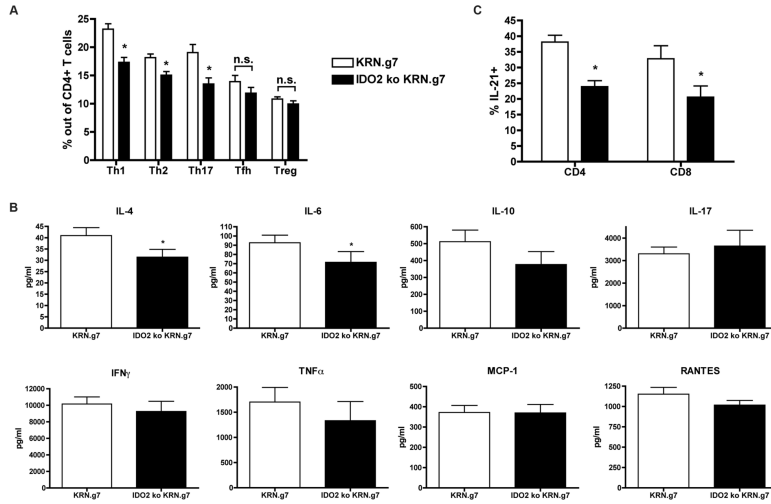 A
% out of CD4+ T cells
25
20
15
10
5
0
*
*
*
n.s.
n.s.
Th1 Th2 Th17 Tfh Treg
KRN.g7
IDO2 ko KRN.g7
C
% IL-21+
45
40
35
30
25
20
15
10
5
0
*
*
CD4 CD8
B
IL-4
pg/ml
45
40
35
30
25
20
15
10
5
0
*
KRN.g7 IDO2 ko KRN.g7
IL-6
pg/ml
110
100
90
80
70
60
50
40
30
20
10
0
*
KRN.g7 IDO2 ko KRN.g7
IL-10
pg/ml
600
500
400
300
200
100
0
KRN.g7 IDO2 ko KRN.g7
IL-17
pg/ml
4000
3000
2000
1000
0
KRN.g7 IDO2 ko KRN.g7
IFNγ
pg/ml
12000
10000
8000
6000
4000
2000
0
KRN.g7 IDO2 ko KRN.g7
TNFα
pg/ml
2000
1500
1000
500
0
KRN.g7 IDO2 ko KRN.g7
MCP-1
pg/ml
500
400
300
200
100
0
KRN.g7 IDO2 ko KRN.g7
RANTES
pg/ml
1250
1000
750
500
250
0
KRN.g7 IDO2 ko KRN.g7